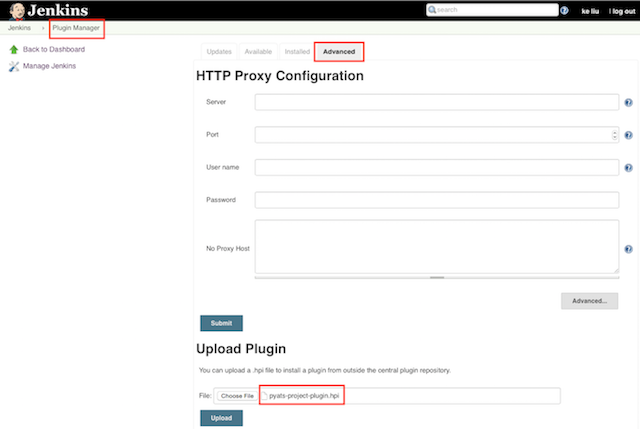 Jenkins
search
ke liu
| log out
Jenkins
Plugin Manager
Back to Dashboard
Manage Jenkins
Updates
Available
Installed
Advanced
HTTP Proxy Configuration
Server
Port
User name
Password
No Proxy Host
Advanced...
Submit
Upload Plugin
You can upload a .hpi file to install a plugin from outside the central plugin repository.
File: Choose File pyats-project-plugin.hpi
Upload